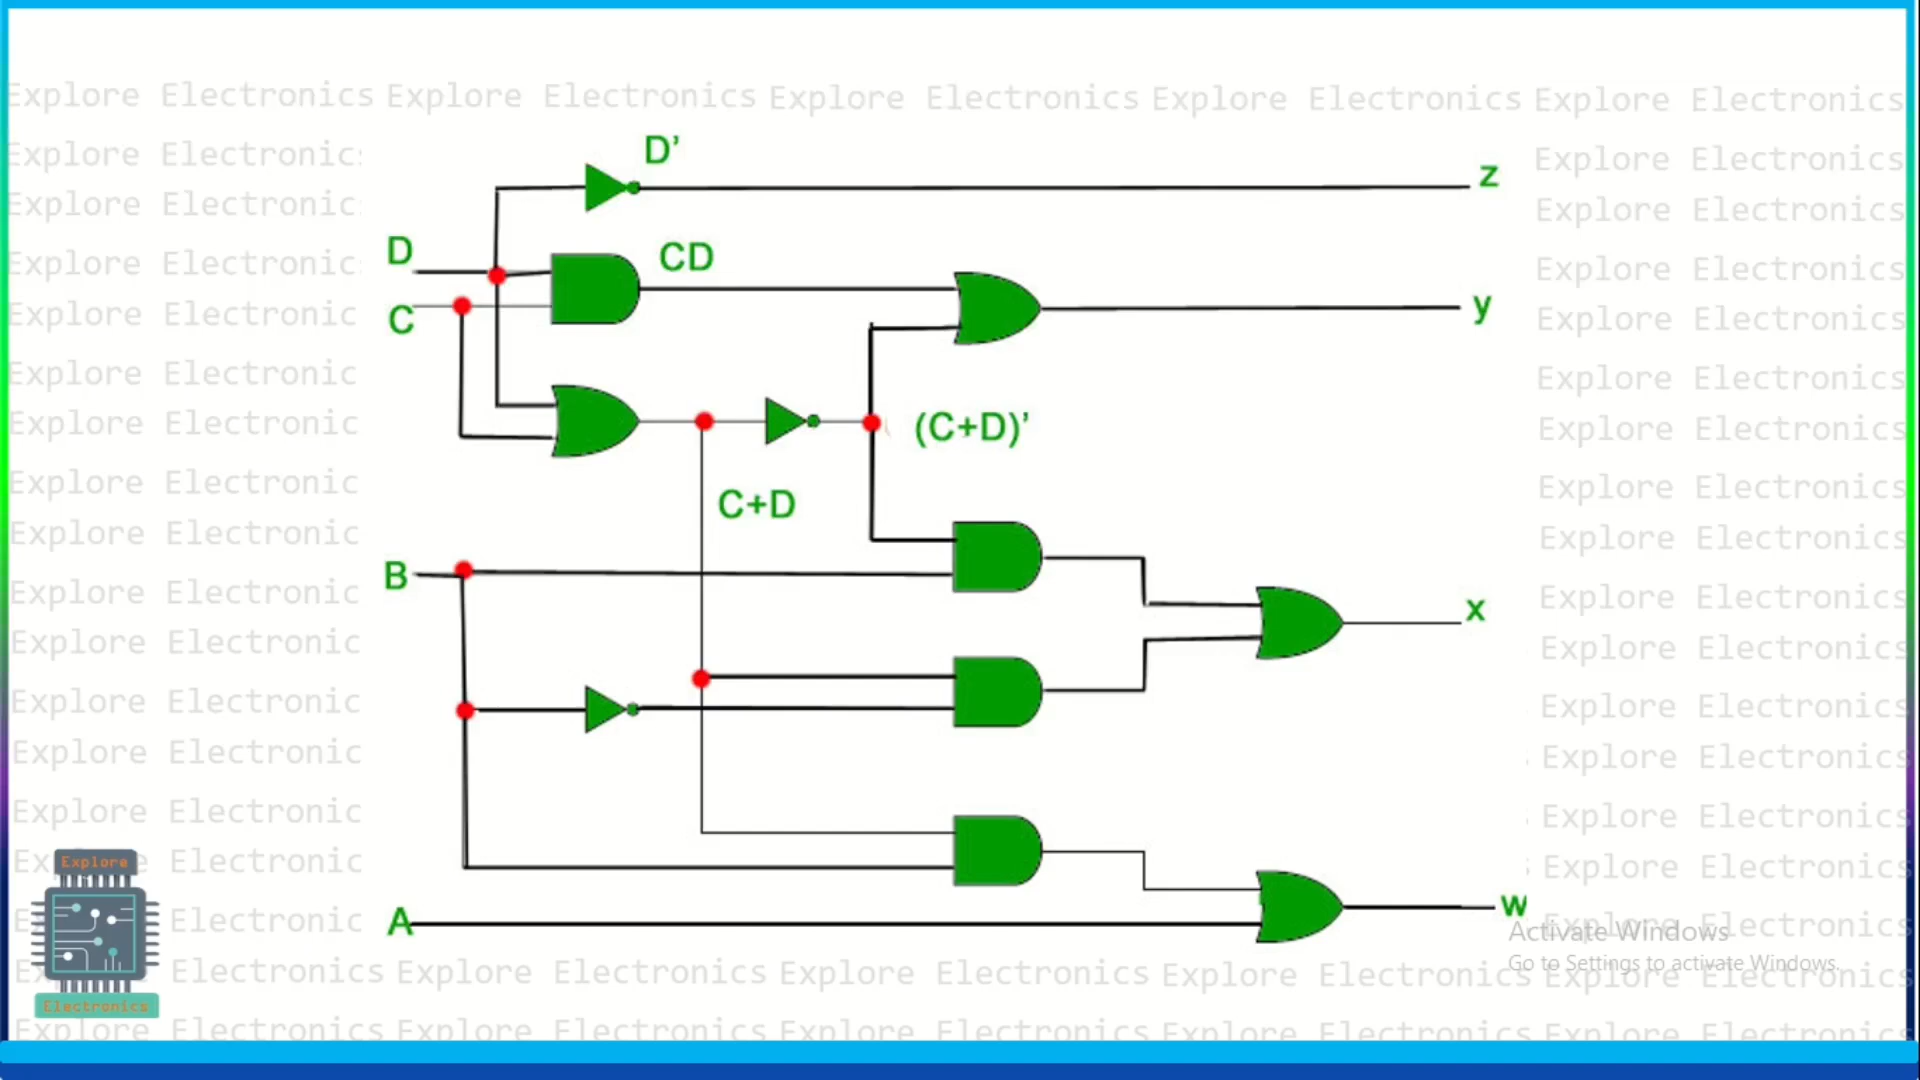 Explore Electronics Explore Electronics Explore Electronics Explore Electronics Explore Electronics
D’
z
D
CD
C
y
(C+D)’
C+D
B
x
A
w
Activate Windows
Go to Settings to activate Windows.
Explore
Electronics